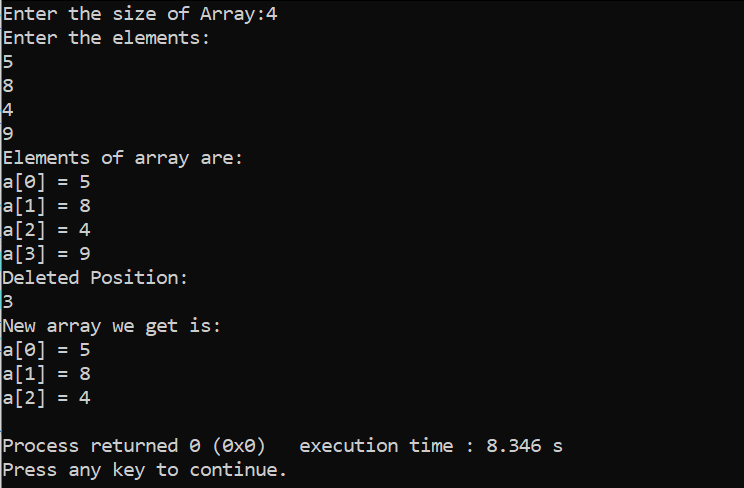 Enter the size of Array:4
Enter the elements:
5
8
4
9
Elements of array are:
a[0] = 5
a[1] = 8
a[2] = 4
a[3] = 9
Deleted Position:
3
New array we get is:
a[0] = 5
a[1] = 8
a[2] = 4
Process returned 0 (0x0)   execution time : 8.346 s
Press any key to continue.